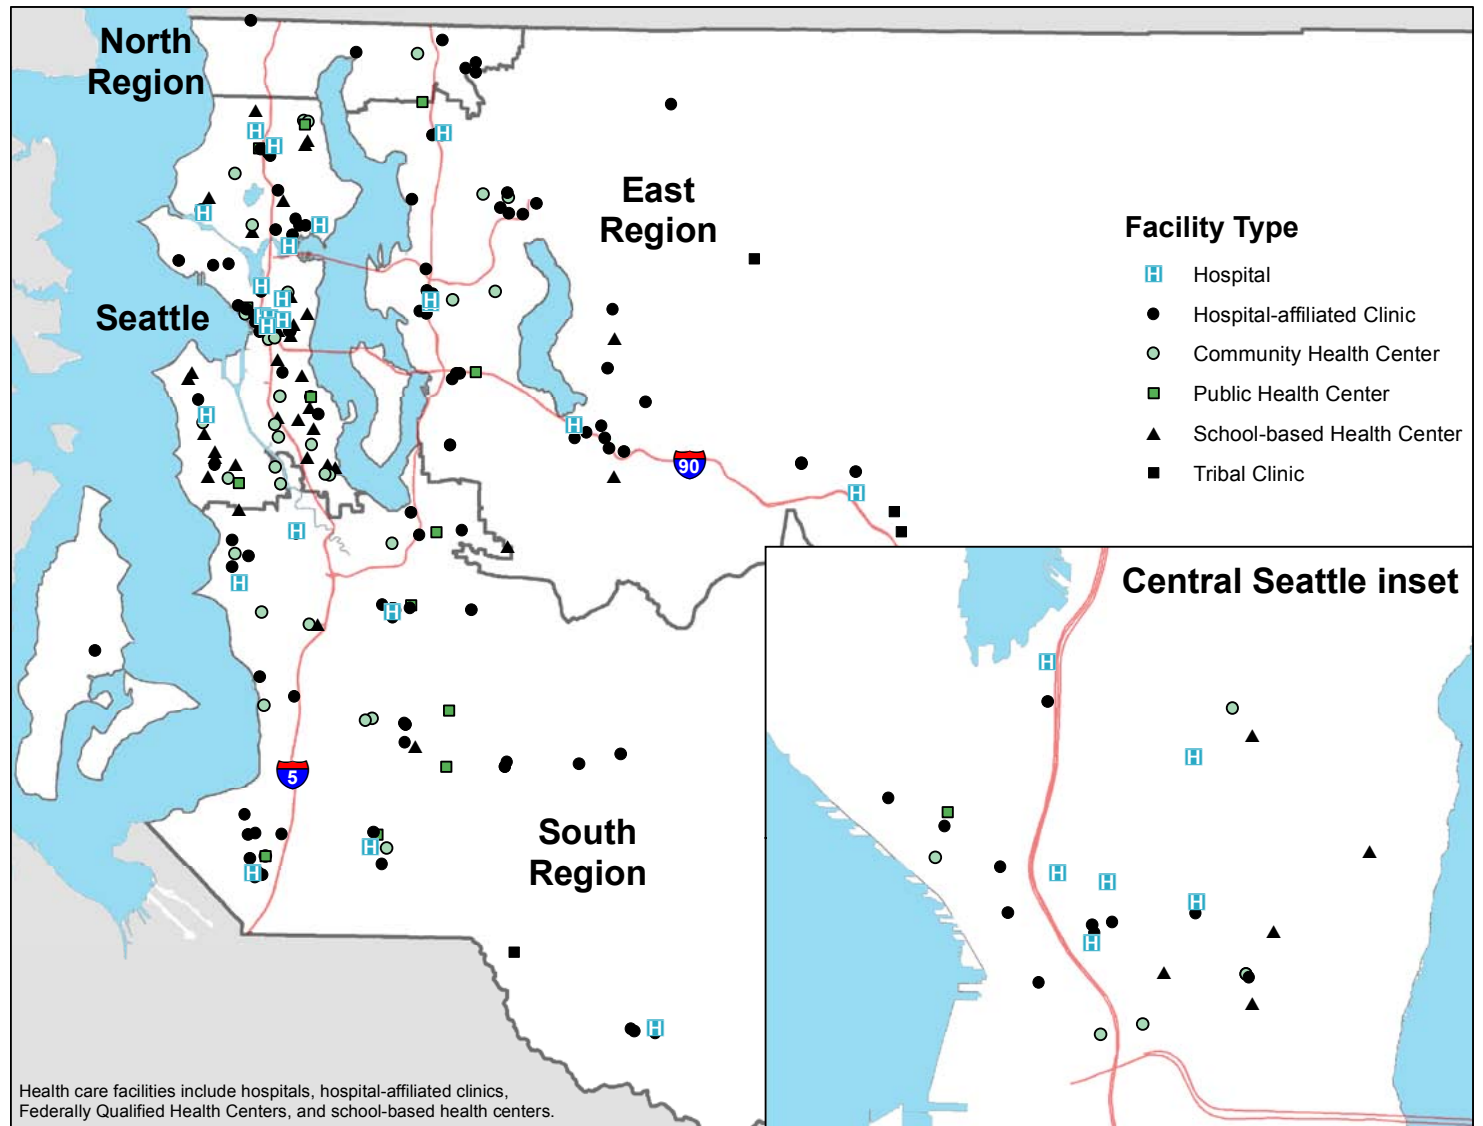 North
Region
East
Region
Seattle
Facility Type
H Hospital
Hospital-affiliated Clinic
Community Health Center
Public Health Center
School-based Health Center
Tribal Clinic
90
Central Seattle inset
5
South
Region
Health care facilities include hospitals, hospital-affiliated clinics,
Federally Qualified Health Centers, and school-based health centers.